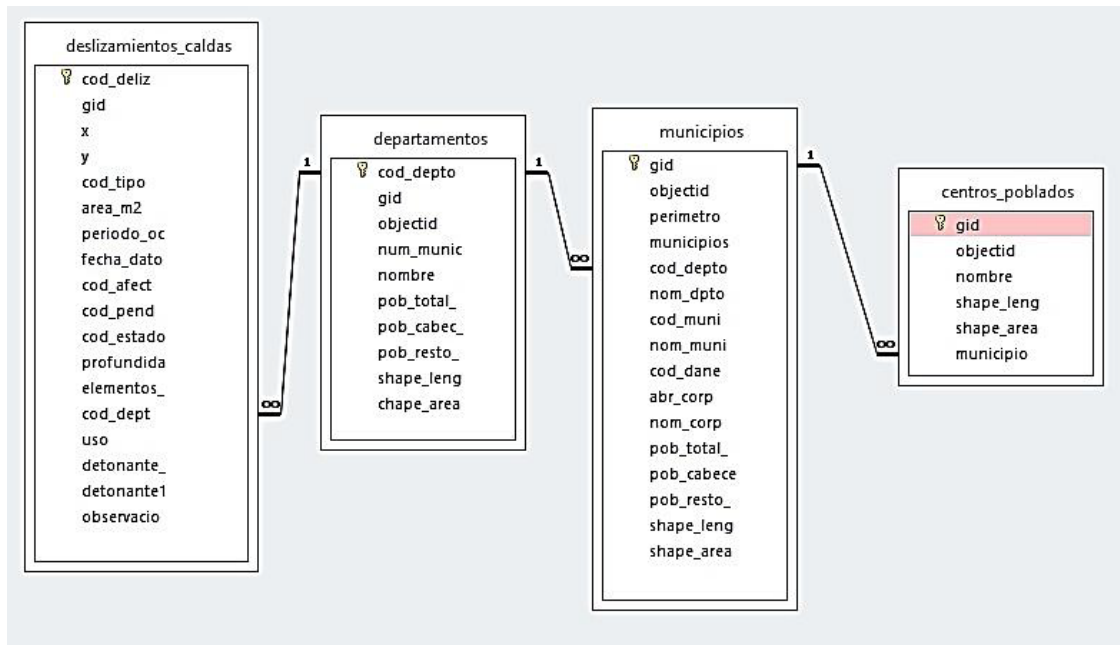 deslizamientos_caldas
cod_deliz
gid
x
y
cod_tipo
area_m2
periodo_oc
fecha_dato
cod_afect
cod_pend
cod_estado
profundida
elementos_
cod_dept
uso
detonante_
detonante1
observacio
1
∞
departamentos
cod_depto
gid
objectid
num_munic
nombre
pob_total_
pob_cabec_
pob_resto_
shape_leng
chape_area
1
∞
municipios
gid
objectid
perimetro
municipios
cod_depto
nom_dpto
cod_muni
nom_muni
cod_dane
abr_corp
nom_corp
pob_total_
pob_cabece
pob_resto_
shape_leng
shape_area
1
∞
centros_poblados
gid
objectid
nombre
shape_leng
shape_area
municipio